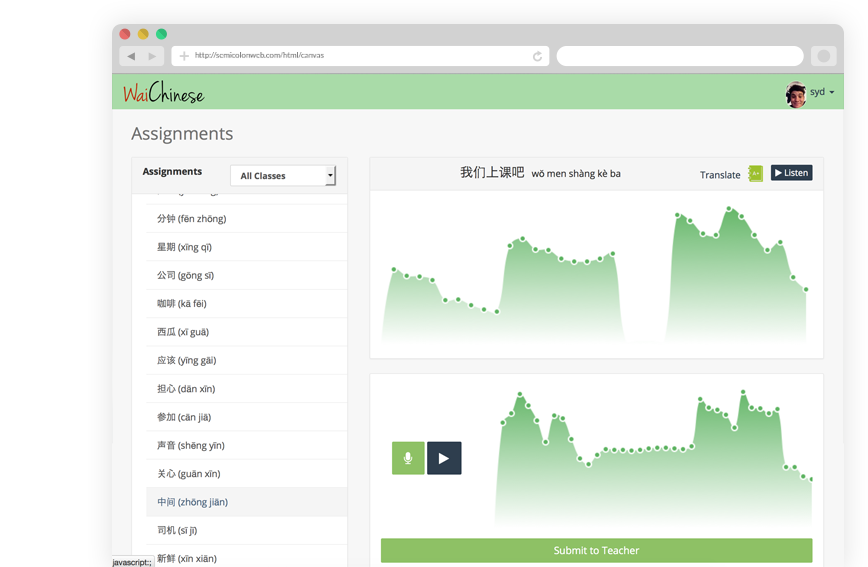 http://semicolonweb.com/html/canvas
WaiChinese
syd
Assignments
Assignments
All Classes
分钟 (fēn zhōng)
星期 (xīng qī)
公司 (gōng sī)
咖啡 (kā fēi)
西瓜 (xī guā)
应该 (yīng gāi)
担心 (dān xīn)
参加 (cān jiā)
声音 (shēng yīn)
关心 (guān xīn)
中间 (zhōng jiān)
司机 (sī jī)
新鲜 (xīn xiān)
javascript:;
我们上课吧 wǒ men shàng kè ba
Translate
A+
Listen
Submit to Teacher